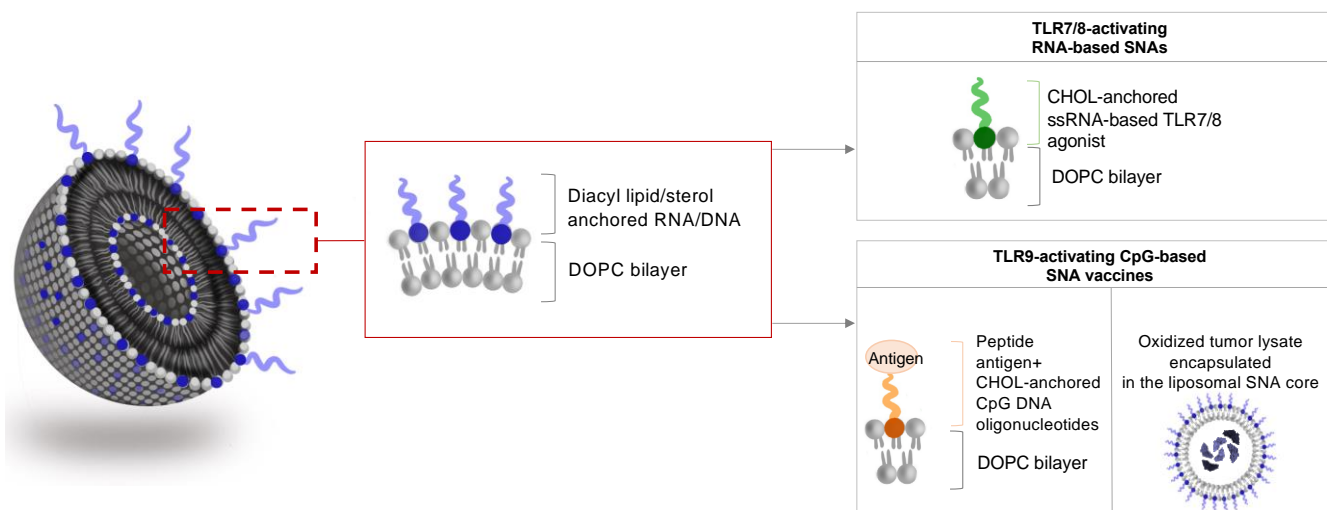 Diacyl lipid/sterol
anchored RNA/DNA
DOPC bilayer
TLR7/8-activating
RNA-based SNAs
CHOL-anchored
ssRNA-based TLR7/8
agonist
DOPC bilayer
TLR9-activating CpG-based
SNA vaccines
Antigen
Peptide
antigen+
CHOL-anchored
CpG DNA
oligonucleotides
DOPC bilayer
Oxidized tumor lysate
encapsulated
in the liposomal SNA core